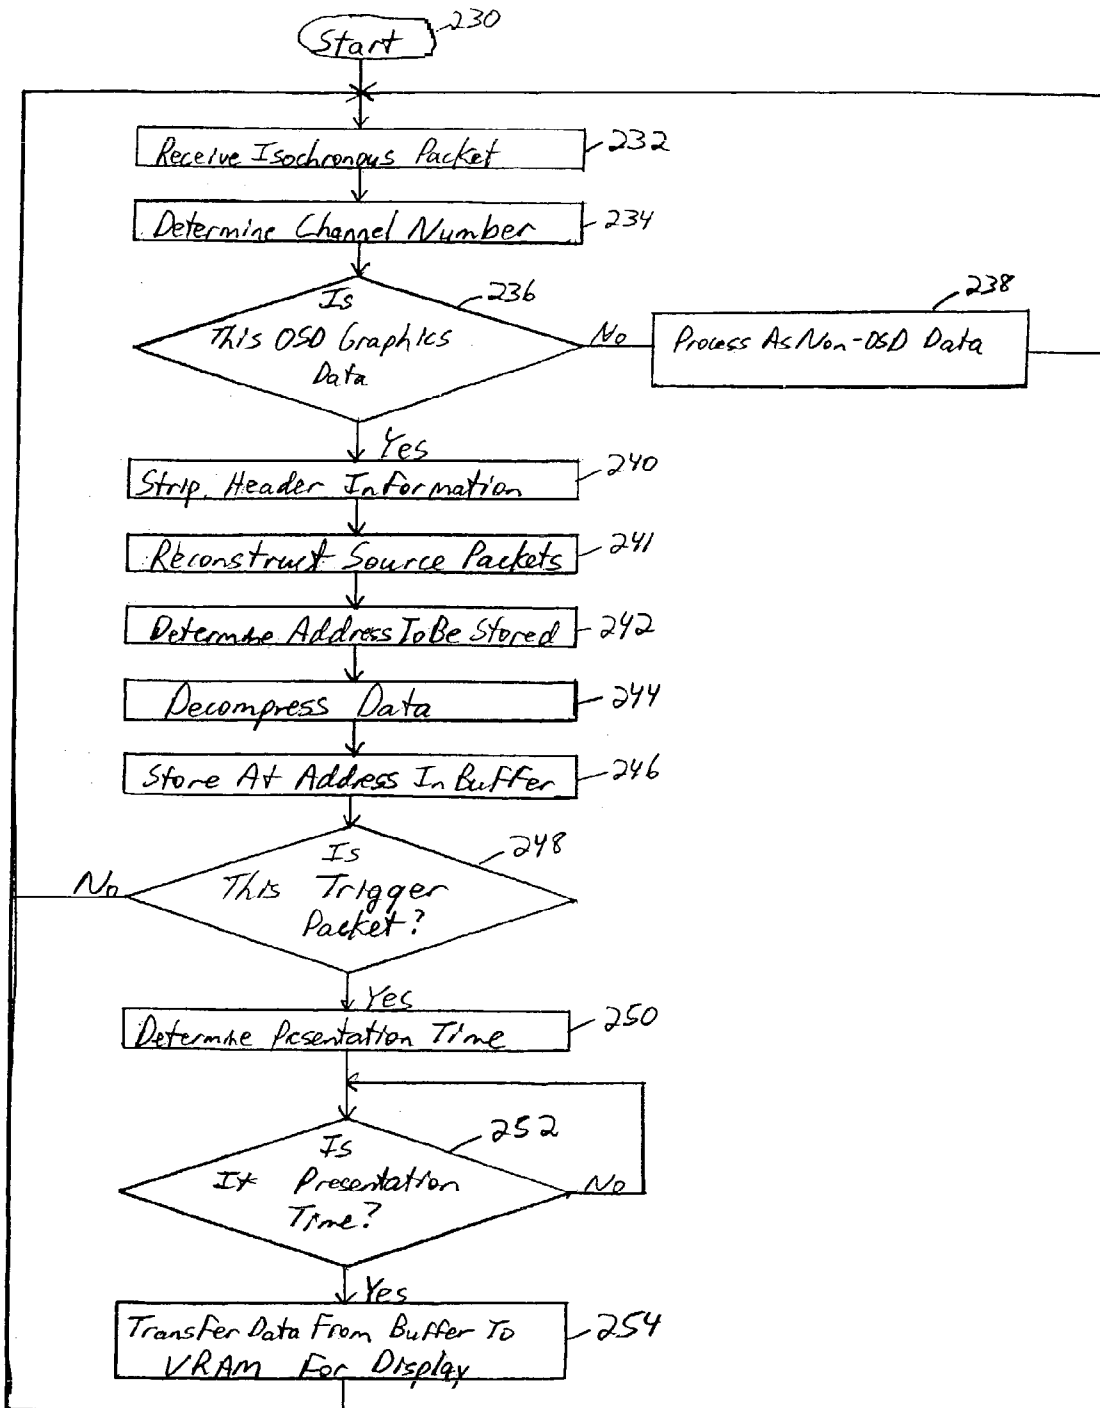 Start
230
Receive Isochronous Packet
232
Determine Channel Number
234
Is
This OSD Graphics
Data
236
No
Process As Non-OSD Data
238
Yes
Strip Header Information
240
Reconstruct Source Packets
241
Determine Address To Be Stored
242
Decompress Data
244
Store At Address In Buffer
246
Is
This Trigger
Packet?
248
No
Yes
Determine Presentation Time
250
Is
It Presentation
Time?
252
No
Yes
Transfer Data From Buffer To
VRAM For Display
254